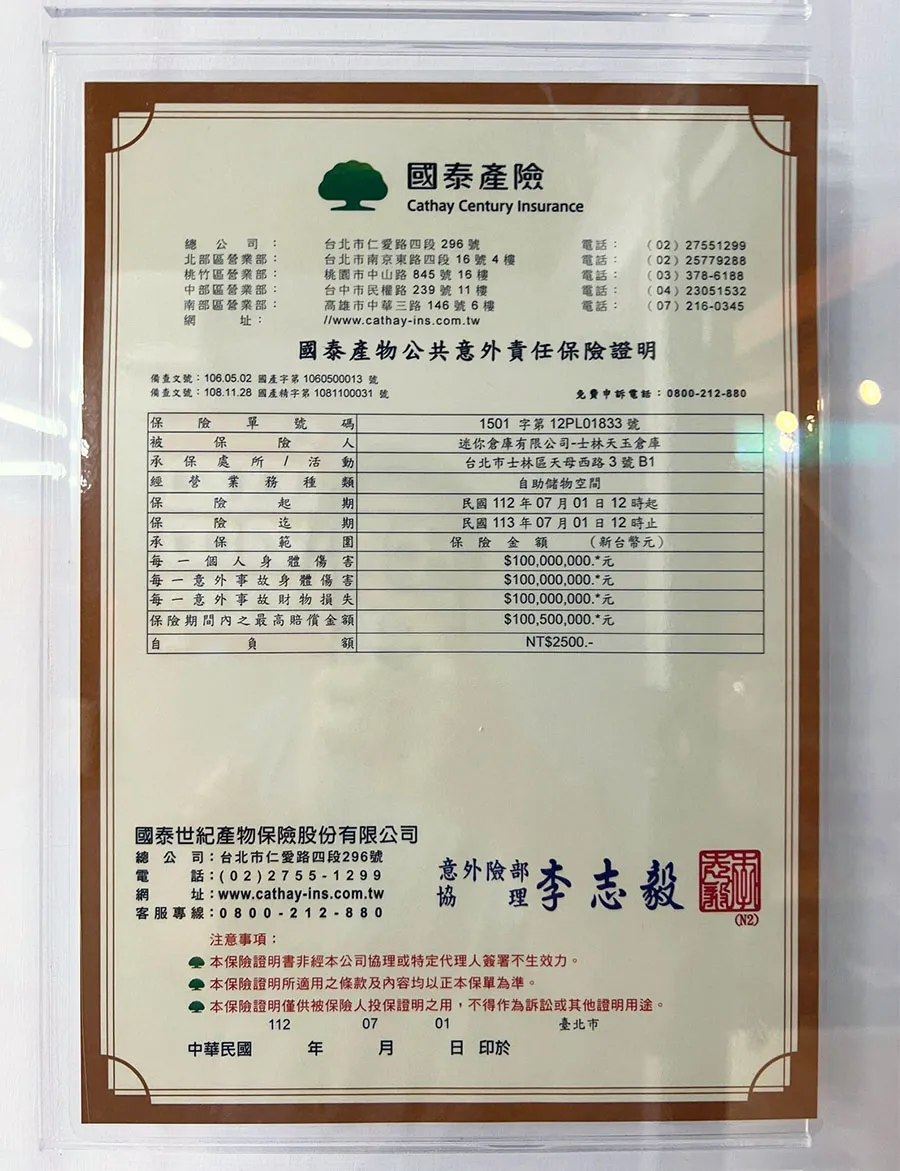 國泰產險
Cathay Century Insurance
總公司： 台北市仁愛路四段 296 號 電話： (02) 27551299
北部區營業部： 台北市南京東路四段 16 號 4 樓 電話： (02) 25779288
桃竹區營業部： 桃園市中山路 845 號 16 樓 電話： (03) 378-6188
中部區營業部： 台中市民權路 239 號 11 樓 電話： (04) 23051532
南部區營業部： 高雄市中華三路 146 號 6 樓 電話： (07) 216-0345
網址： //www.cathay-ins.com.tw
國泰產物公共意外責任保險證明
備查文號：106.05.02 國產字第 1060500013 號
備查文號：108.11.28 國產精字第 1081100031 號 免費申訴電話：0800-212-880
保險單號碼 1501 字第 12PL01833 號
被保險人 迷你倉庫有限公司-士林天玉倉庫
承保處所/活動 台北市士林區天母西路 3 號 B1
經營業務種類 自助儲物空間
保險起期 民國 112 年 07 月 01 日 12 時起
保險迄期 民國 113 年 07 月 01 日 12 時止
承保範圍 保險金額 （新台幣元）
每一個人身體傷害 $100,000,000.*元
每一意外事故身體傷害 $100,000,000.*元
每一意外事故財物損失 $100,000,000.*元
保險期間內之最高賠償金額 $100,500,000.*元
自負額 NT$2500.-
國泰世紀產物保險股份有限公司
總公司：台北市仁愛路四段296號
電話：(02)2755-1299
網址：www.cathay-ins.com.tw
客服專線：0800-212-880
意外險部
協理 李志毅
李志毅
(N2)
注意事項：
本保險證明書非經本公司協理或特定代理人簽署不生效力。
本保險證明所適用之條款及內容均以正本保單為準。
本保險證明僅供被保險人投保證明之用，不得作為訴訟或其他證明用途。
112 07 01 臺北市
中華民國 年 月 日 印於